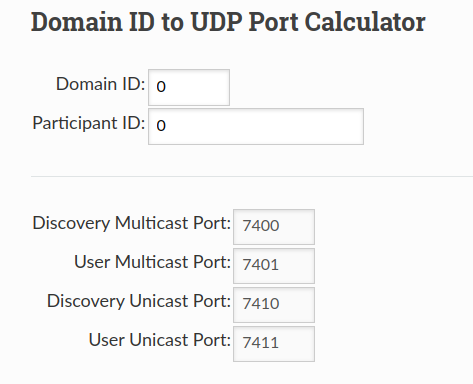 Domain ID to UDP Port Calculator
Domain ID: 0
Participant ID: 0
Discovery Multicast Port: 7400
User Multicast Port: 7401
Discovery Unicast Port: 7410
User Unicast Port: 7411